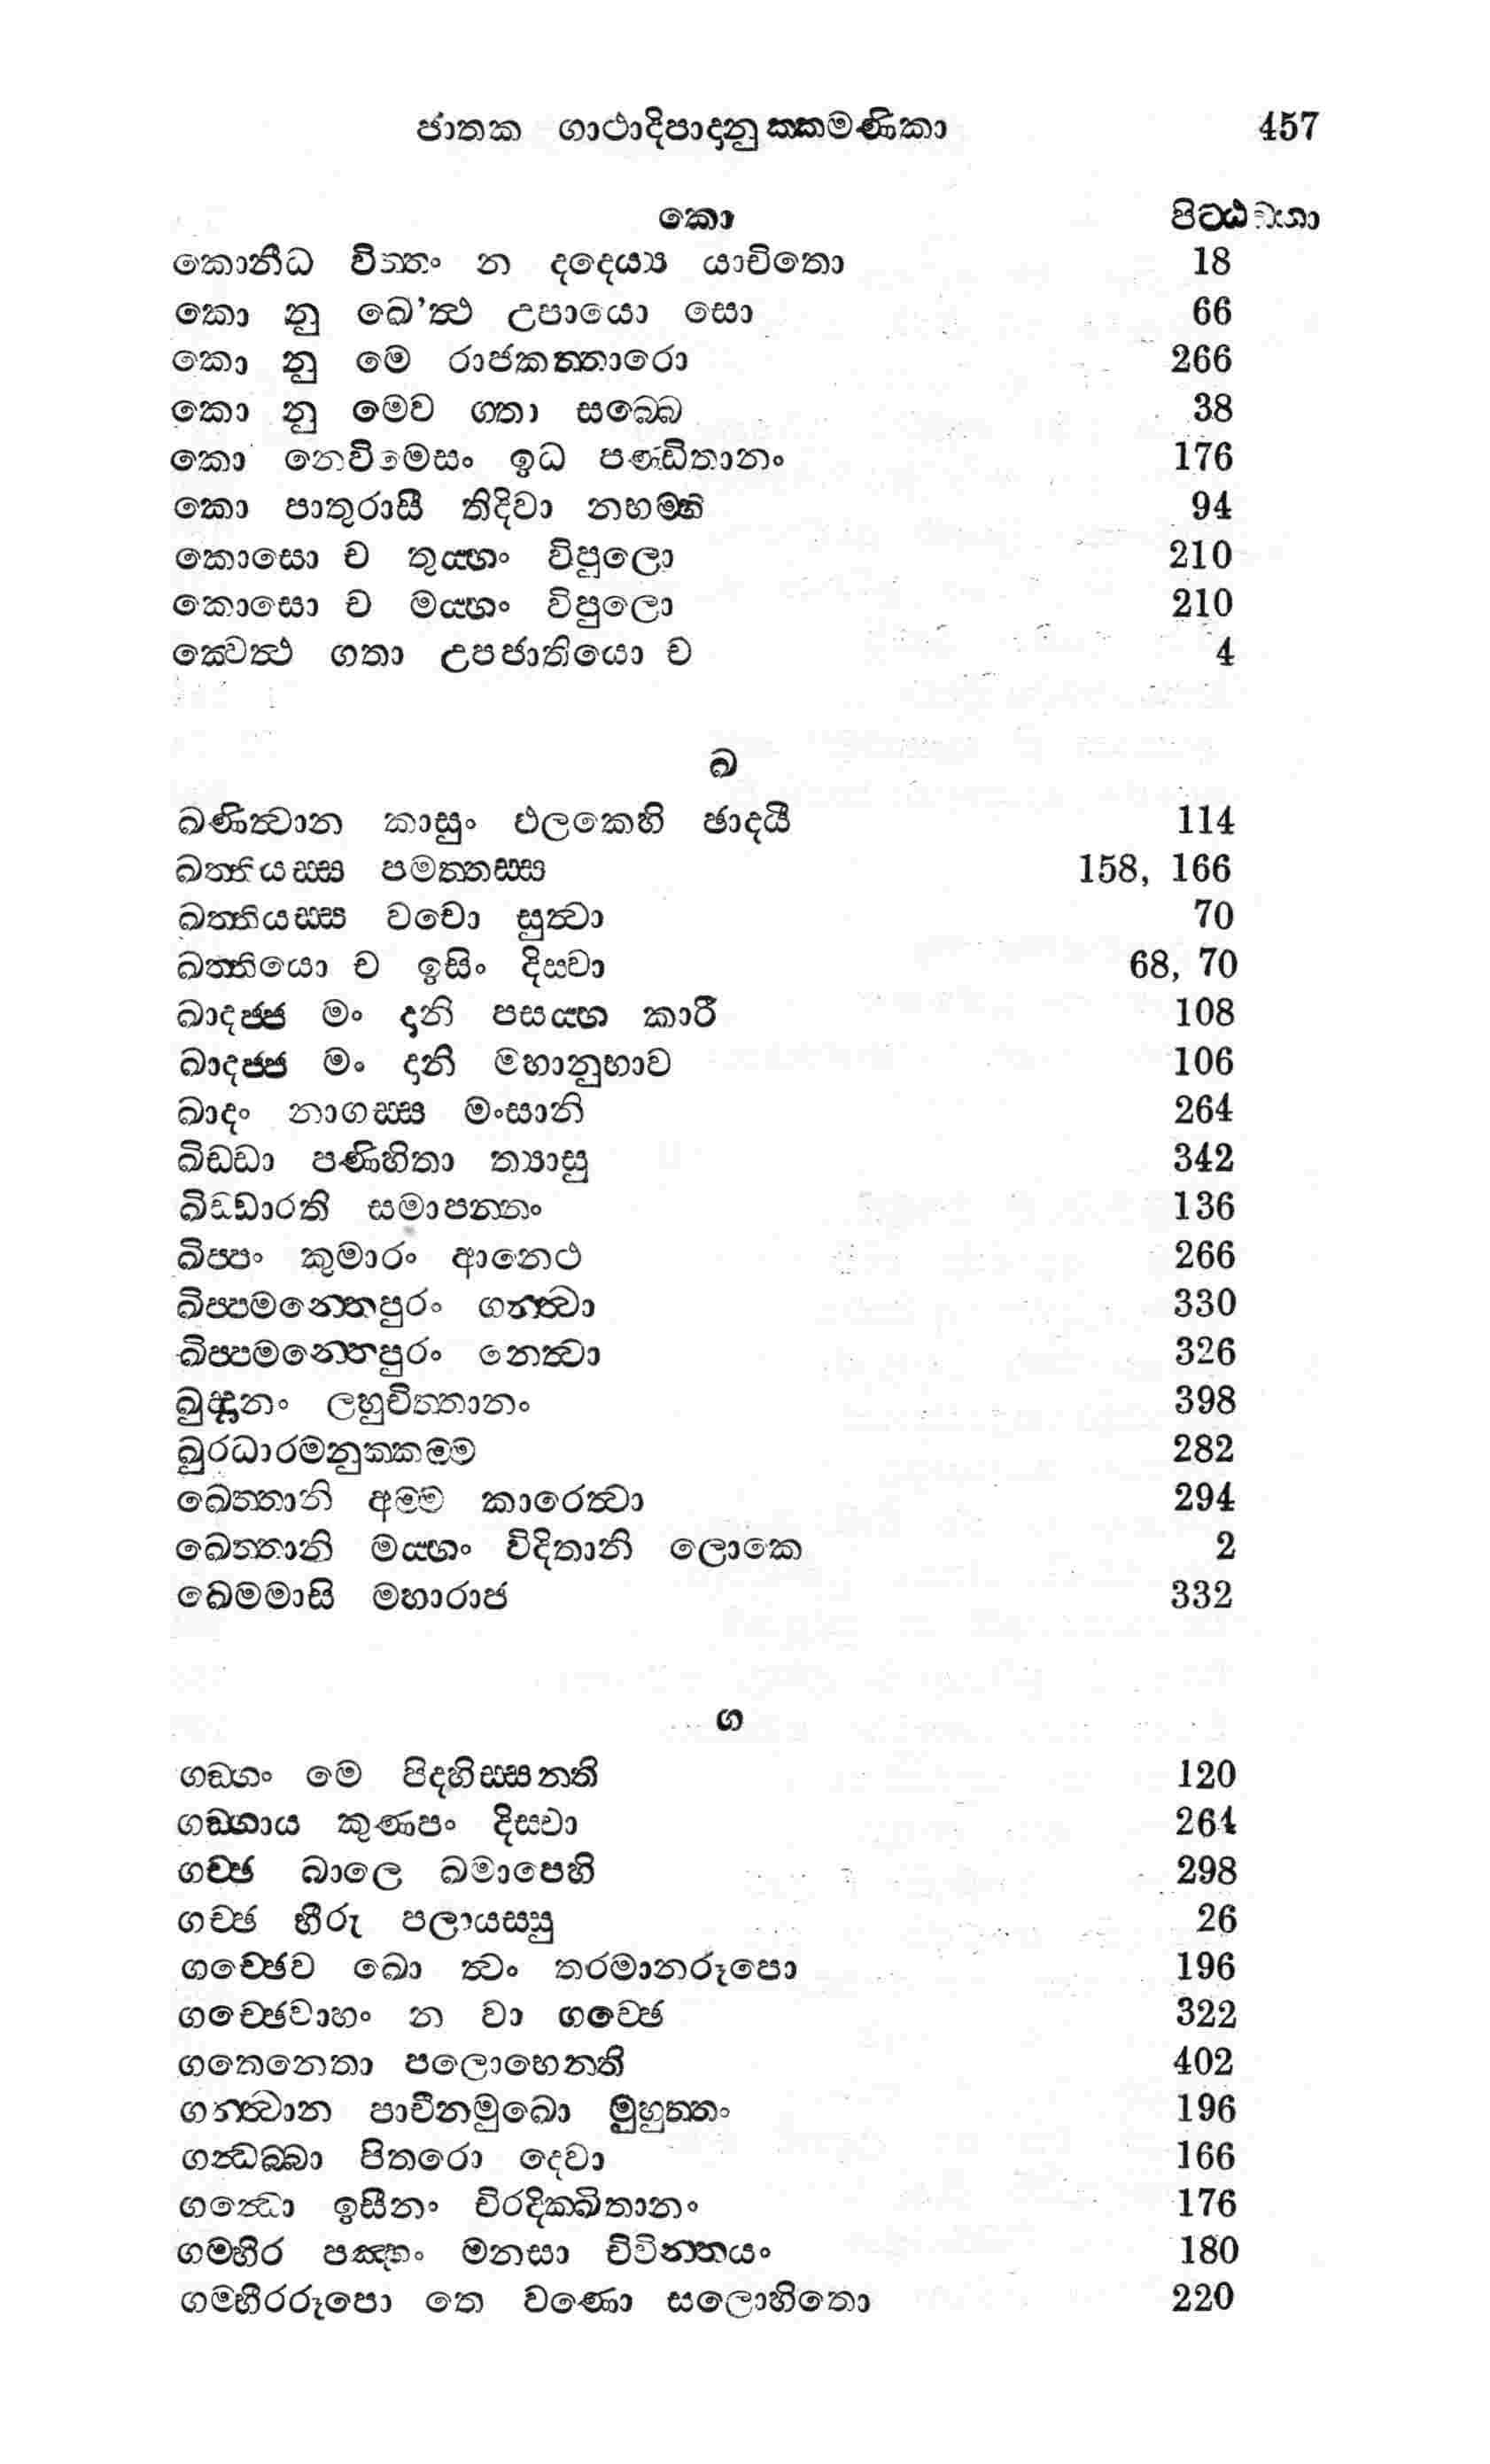 ජාතක ගාථාදිපාදානුක්කමණිකා 457
කො පිට්ඨඞ්කා
කොනීධ විත්තං න දදෙය්‍ය යාචිතො 18
කො නු ඛෙ’ත්‍ථ උපායො සො 66
කො නු මෙ රාජකත්තාරො 266
කො නු මෙව ගතා සබ්බෙ 38
කො නෙවිමෙසං ඉධ පණ්ඩිතානං 176
කො පාතුරාසී තිදිවා නභම්හි 94
කොසො ච තුය්හං විපුලො 210
කොසො ච මය්හං විපුලො 210
ක්වෙත්‍ථ ගතා උපජාතියො ච 4
ඛ
ඛණිත්‍වාන කාසුං ඵලකෙහි ඡාදයී 114
ඛත්තියස්ස පමත්තස්ස 158, 166
ඛත්තියස්ස වචො සුත්‍වා 70
ඛත්තියො ච ඉසිං දිස්වා 68, 70
ඛාදජ්ජ මං දානි පසය්හ කාරී 108
ඛාදජ්ජ මං දානි මහානුභාව 106
ඛාදං නාගස්ස මංසානි 264
ඛිඩ්ඩා පණිහිතා ත්‍යාසු 342
ඛිඩ්ඩාරති සමාපන්නං 136
ඛිප්පං කුමාරං ආනෙථ 266
ඛිප්පමන්තෙපුරං ගන්ත්‍වා 330
ඛිප්පමන්තෙපුරං නෙත්‍වා 326
ඛුද්දානං ලහුචිත්තානං 398
ඛුරධාරමනුක්කම්ම 282
ඛෙත්තානි අම්ම කාරෙත්‍වා 294
ඛෙත්තානි මය්හං විදිතානි ලොකෙ 2
ඛෙමමාසි මහාරාජ 332
ග
ගඞ්ගං මෙ පිදහිස්සන්ති 120
ගඞ්ගාය කුණපං දිස්වා 264
ගච්ඡ බාලෙ ඛමාපෙහි 298
ගච්ඡ භීරු පලායස්සු 26
ගච්ඡෙව ඛො ත්‍වං තරමානරූපො 196
ගච්ඡෙවාහං න වා ගච්ඡෙ 322
ගතෙනෙතා පලොභෙන්ති 402
ගන්ත්‍වාන පාචීනමුඛො මුහුත්තං 196
ගන්‍ධබ්බා පිතරො දෙවා 166
ගන්‍ධො ඉසීනං චිරදික්ඛිතානං 176
ගම්භීර පඤ්හං මනසා විචින්තයං 180
ගම්භීරරූපො තෙ වණො සලොහිතො 220